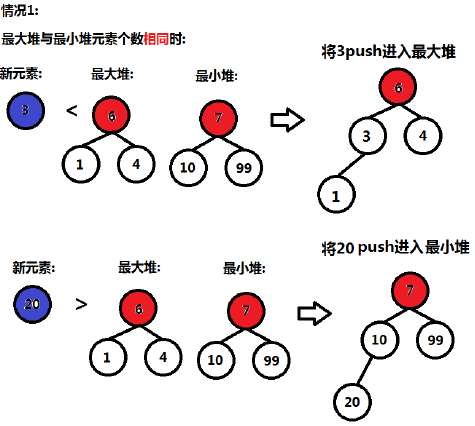 情况1:
最大堆与最小堆元素个数相同时:
将3push进入最大堆
新元素: 最大堆: 最小堆:
3 < 6 7 6
1 4 10 99 3 4
1
将20 push进入最小堆
新元素: 最大堆: 最小堆:
20 > 6 7 7
1 4 10 99 10 99
20